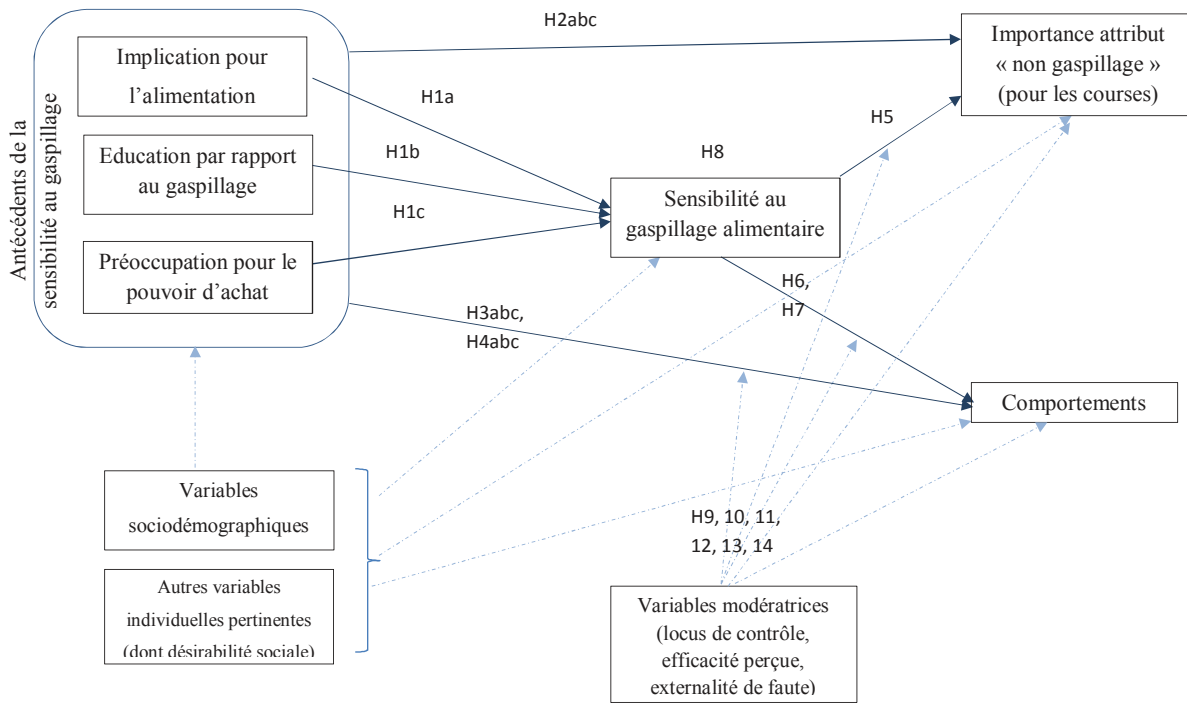 H2abc
Importance attribut
« non gaspillage »
(pour les courses)
Antécédents de la
sensibilité au gaspillage
Implication pour
l’alimentation
H1a
H5
Education par rapport
au gaspillage
H1b
H8
Sensibilité au
gaspillage alimentaire
H1c
Préoccupation pour le
pouvoir d’achat
H6,
H7
H3abc,
H4abc
Comportements
Variables
sociodémographiques
H9, 10, 11,
12, 13, 14
Autres variables
individuelles pertinentes
(dont désirabilité sociale)
Variables modératrices
(locus de contrôle,
efficacité perçue,
externalité de faute)